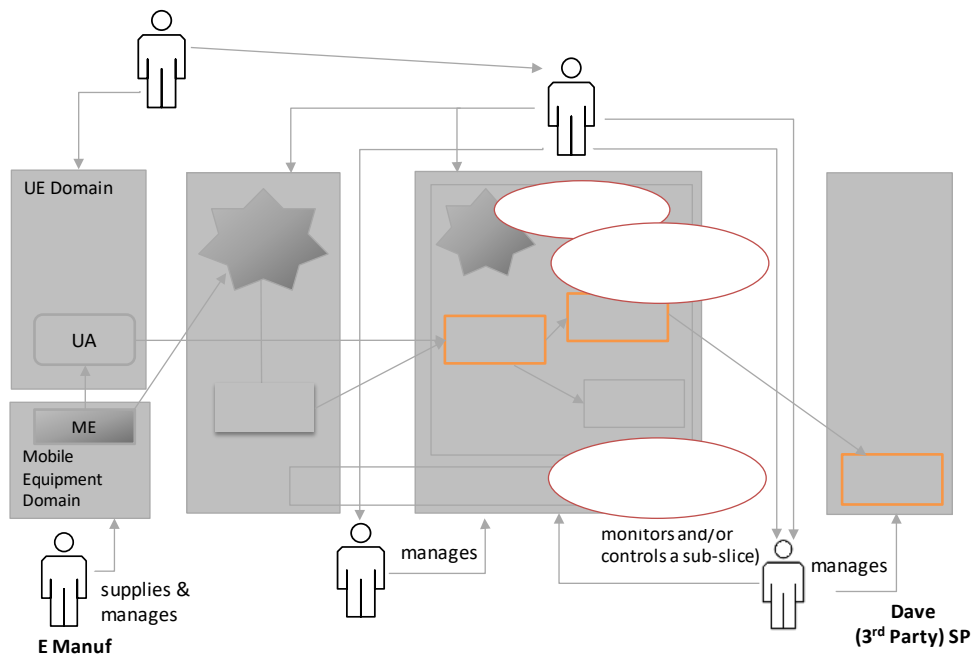 UE Domain
UA
ME
Mobile
Equipment
Domain
monitors and/or
controls a sub-slice)
manages
manages
supplies &
manages
E Manuf
Dave
(3rd Party) SP